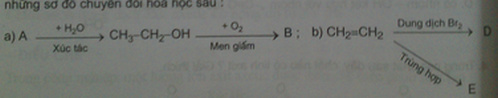 những sơ đồ chuyển đổi hóa học sau :
a) A + H₂O Xúc tác CH₃–CH₂–OH + O₂ Men giấm B ; b) CH₂=CH₂ Dung dịch Br₂ D
Trùng hợp
E